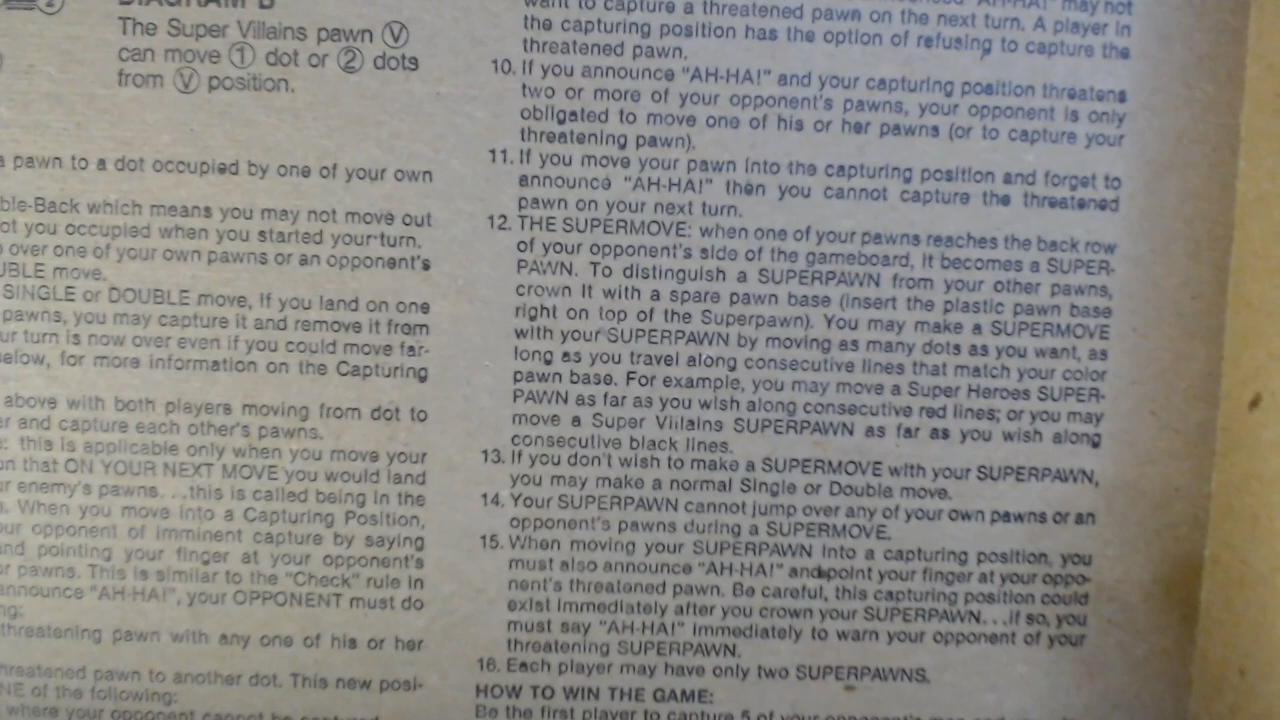 DIAGRAM B
The Super Villains pawn Ⓥ
can move ① dot or ② dots
from Ⓥ position.
a pawn to a dot occupied by one of your own
ble-Back which means you may not move out
ot you occupied when you started your turn.
over one of your own pawns or an opponent's
UBLE move.
SINGLE or DOUBLE move, If you land on one
pawns, you may capture it and remove it from
ur turn is now over even if you could move far-
elow, for more information on the Capturing
above with both players moving from dot to
er and capture each other's pawns.
e: this is applicable only when you move your
on that ON YOUR NEXT MOVE you would land
ur enemy's pawns. . .this is called being in the
n. When you move into a Capturing Position,
our opponent of imminent capture by saying
and pointing your finger at your opponent's
or pawns. This is similar to the "Check" rule in
announce "AH-HA!", your OPPONENT must do
ng:
threatening pawn with any one of his or her
hreatened pawn to another dot. This new posi-
NE of the following:
where your opponent cannot be captured
"AH-HA!" may not
want to capture a threatened pawn on the next turn. A player in
the capturing position has the option of refusing to capture the
threatened pawn.
10. If you announce "AH-HA!" and your capturing position threatens
two or more of your opponent's pawns, your opponent is only
obligated to move one of his or her pawns (or to capture your
threatening pawn).
11. If you move your pawn into the capturing position and forget to
announce "AH-HA!" then you cannot capture the threatened
pawn on your next turn.
12. THE SUPERMOVE: when one of your pawns reaches the back row
of your opponent's side of the gameboard, it becomes a SUPER-
PAWN. To distinguish a SUPERPAWN from your other pawns,
crown it with a spare pawn base (insert the plastic pawn base
right on top of the Superpawn). You may make a SUPERMOVE
with your SUPERPAWN by moving as many dots as you want, as
long as you travel along consecutive lines that match your color
pawn base. For example, you may move a Super Heroes SUPER-
PAWN as far as you wish along consecutive red lines; or you may
move a Super Villains SUPERPAWN as far as you wish along
consecutive black lines.
13. If you don't wish to make a SUPERMOVE with your SUPERPAWN,
you may make a normal Single or Double move.
14. Your SUPERPAWN cannot jump over any of your own pawns or an
opponent's pawns during a SUPERMOVE.
15. When moving your SUPERPAWN into a capturing position, you
must also announce "AH-HA!" and point your finger at your oppo-
nent's threatened pawn. Be careful, this capturing position could
exist immediately after you crown your SUPERPAWN. . .if so, you
must say "AH-HA!" immediately to warn your opponent of your
threatening SUPERPAWN.
16. Each player may have only two SUPERPAWNS.
HOW TO WIN THE GAME:
Be the first player to capture 5 of your opponent's